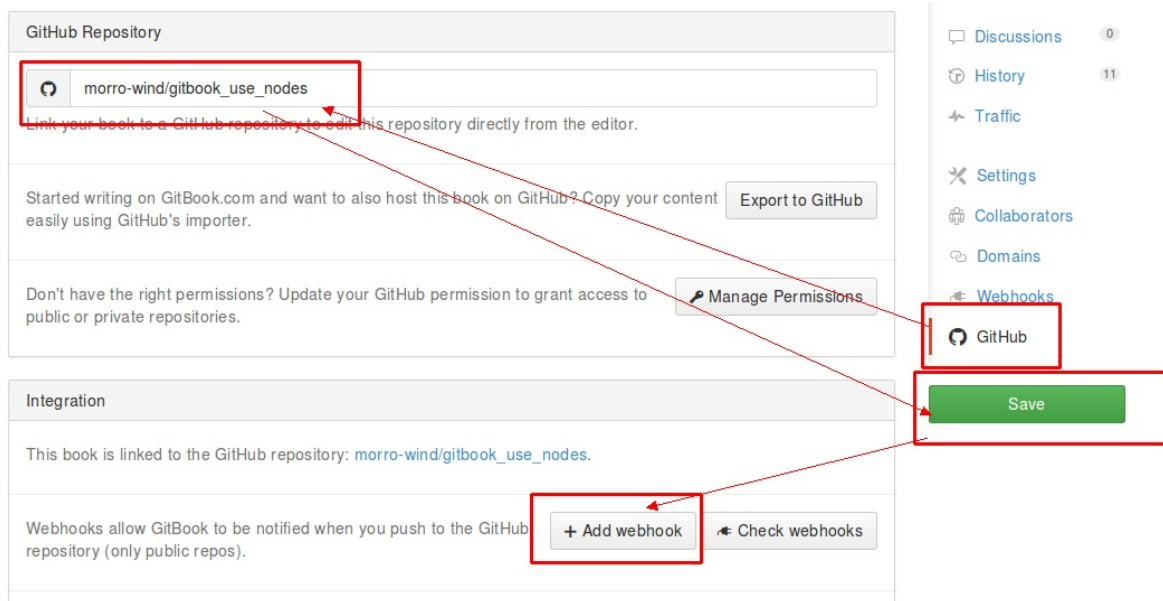 GitHub Repository
morro-wind/gitbook_use_nodes
Link your book to a GitHub repository to edit this repository directly from the editor.
Started writing on GitBook.com and want to also host this book on GitHub? Copy your content
easily using GitHub's importer.
Export to GitHub
Don't have the right permissions? Update your GitHub permission to grant access to
public or private repositories.
Manage Permissions
Integration
This book is linked to the GitHub repository: morro-wind/gitbook_use_nodes.
Webhooks allow GitBook to be notified when you push to the GitHub
repository (only public repos).
+ Add webhook
Check webhooks
Discussions 0
History 11
Traffic
Settings
Collaborators
Domains
Webhooks
GitHub
Save